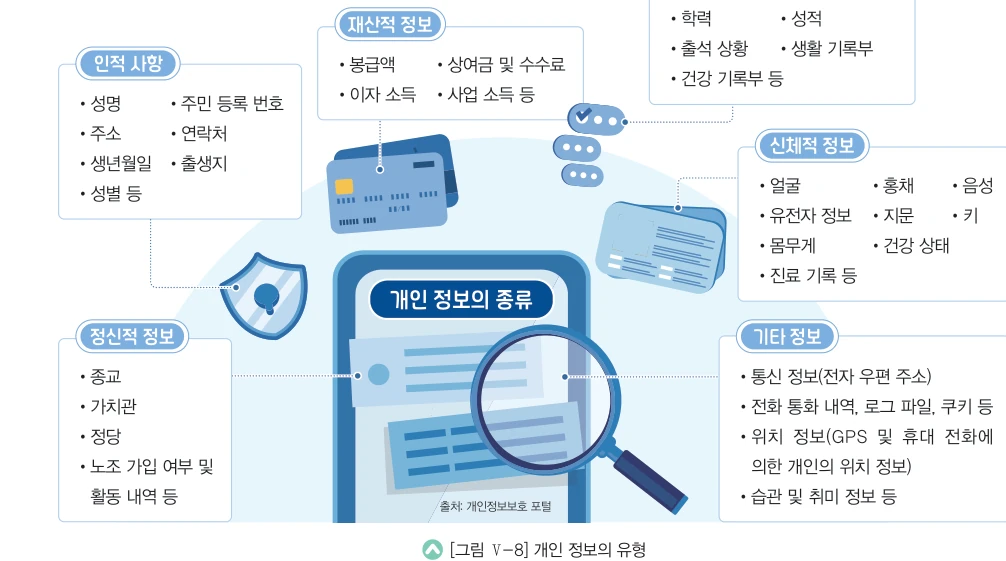 재산적 정보
• 봉급액 • 상여금 및 수수료
• 이자 소득 • 사업 소득 등
• 학력 • 성적
• 출석 상황 • 생활 기록부
• 건강 기록부 등
인적 사항
• 성명 • 주민 등록 번호
• 주소 • 연락처
• 생년월일 • 출생지
• 성별 등
신체적 정보
• 얼굴 • 홍채 • 음성
• 유전자 정보 • 지문 • 키
• 몸무게 • 건강 상태
• 진료 기록 등
개인 정보의 종류
정신적 정보
• 종교
• 가치관
• 정당
• 노조 가입 여부 및
활동 내역 등
기타 정보
• 통신 정보(전자 우편 주소)
• 전화 통화 내역, 로그 파일, 쿠키 등
• 위치 정보(GPS 및 휴대 전화에
의한 개인의 위치 정보)
• 습관 및 취미 정보 등
출처: 개인정보보호 포털
[그림 Ⅴ-8] 개인 정보의 유형